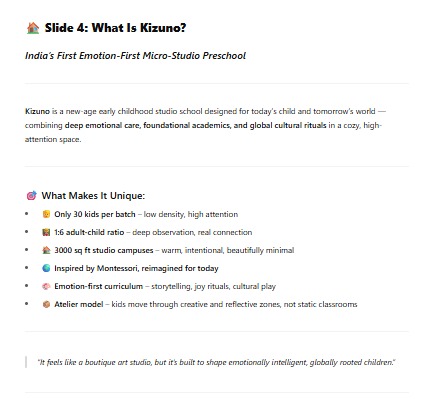 🏠 Slide 4: What Is Kizuno?
India's First Emotion-First Micro-Studio Preschool
Kizuno is a new-age early childhood studio school designed for today's child and tomorrow's world —
combining deep emotional care, foundational academics, and global cultural rituals in a cozy, high-
attention space.
🎯 What Makes It Unique:
• Only 30 kids per batch – low density, high attention
• 1:6 adult-child ratio – deep observation, real connection
• 3000 sq ft studio campuses – warm, intentional, beautifully minimal
• Inspired by Montessori, reimagined for today
• Emotion-first curriculum – storytelling, joy rituals, cultural play
• Atelier model – kids move through creative and reflective zones, not static classrooms
"It feels like a boutique art studio, but it's built to shape emotionally intelligent, globally rooted children."